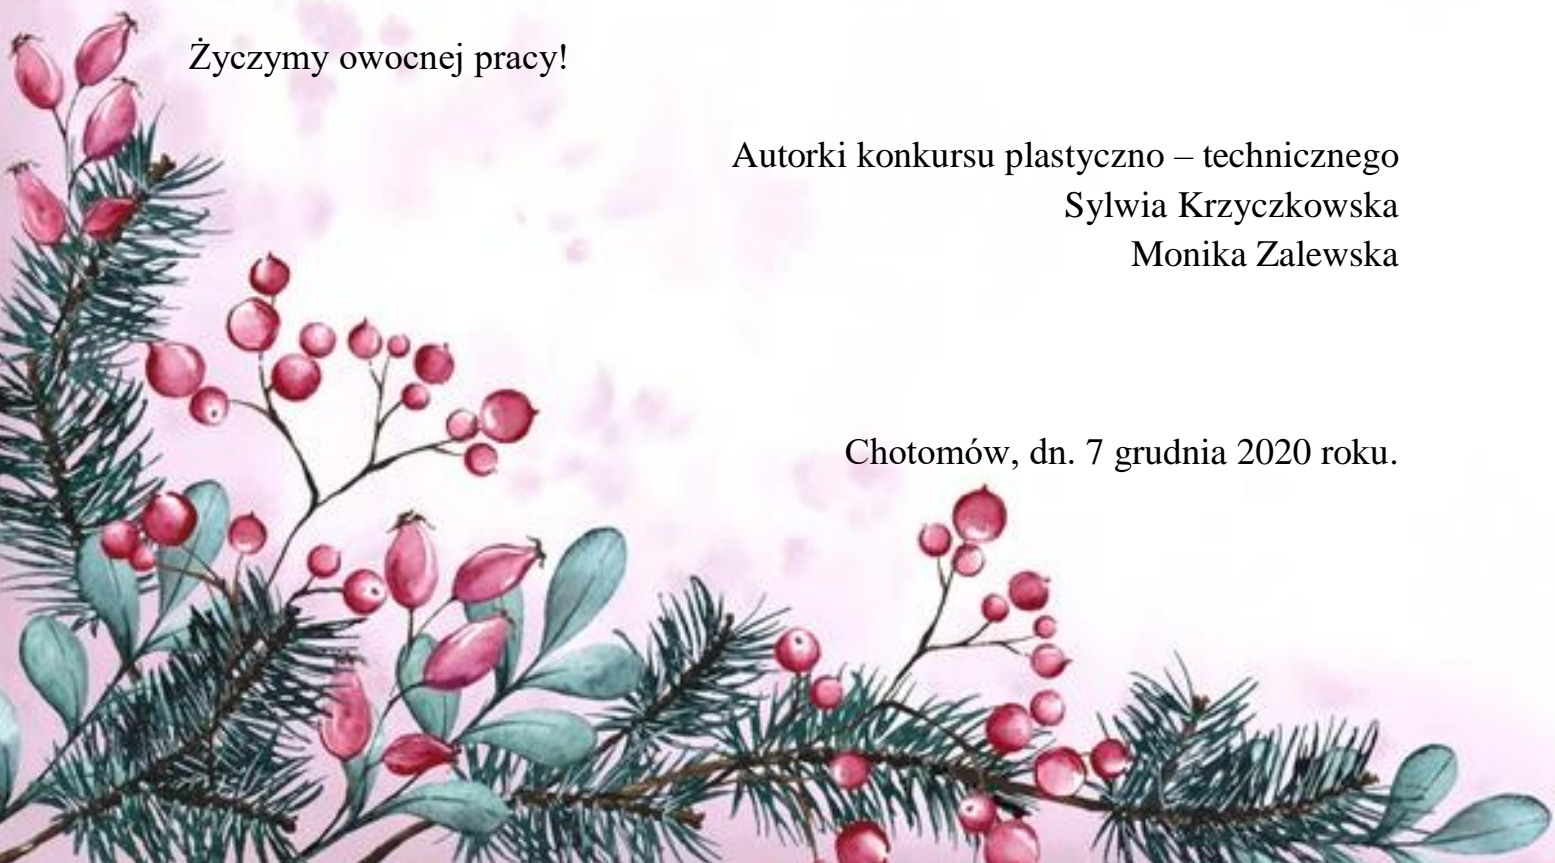 Życzymy owocnej pracy!
Autorki konkursu plastyczno – technicznego
Sylwia Krzyczkowska
Monika Zalewska
Chotomów, dn. 7 grudnia 2020 roku.